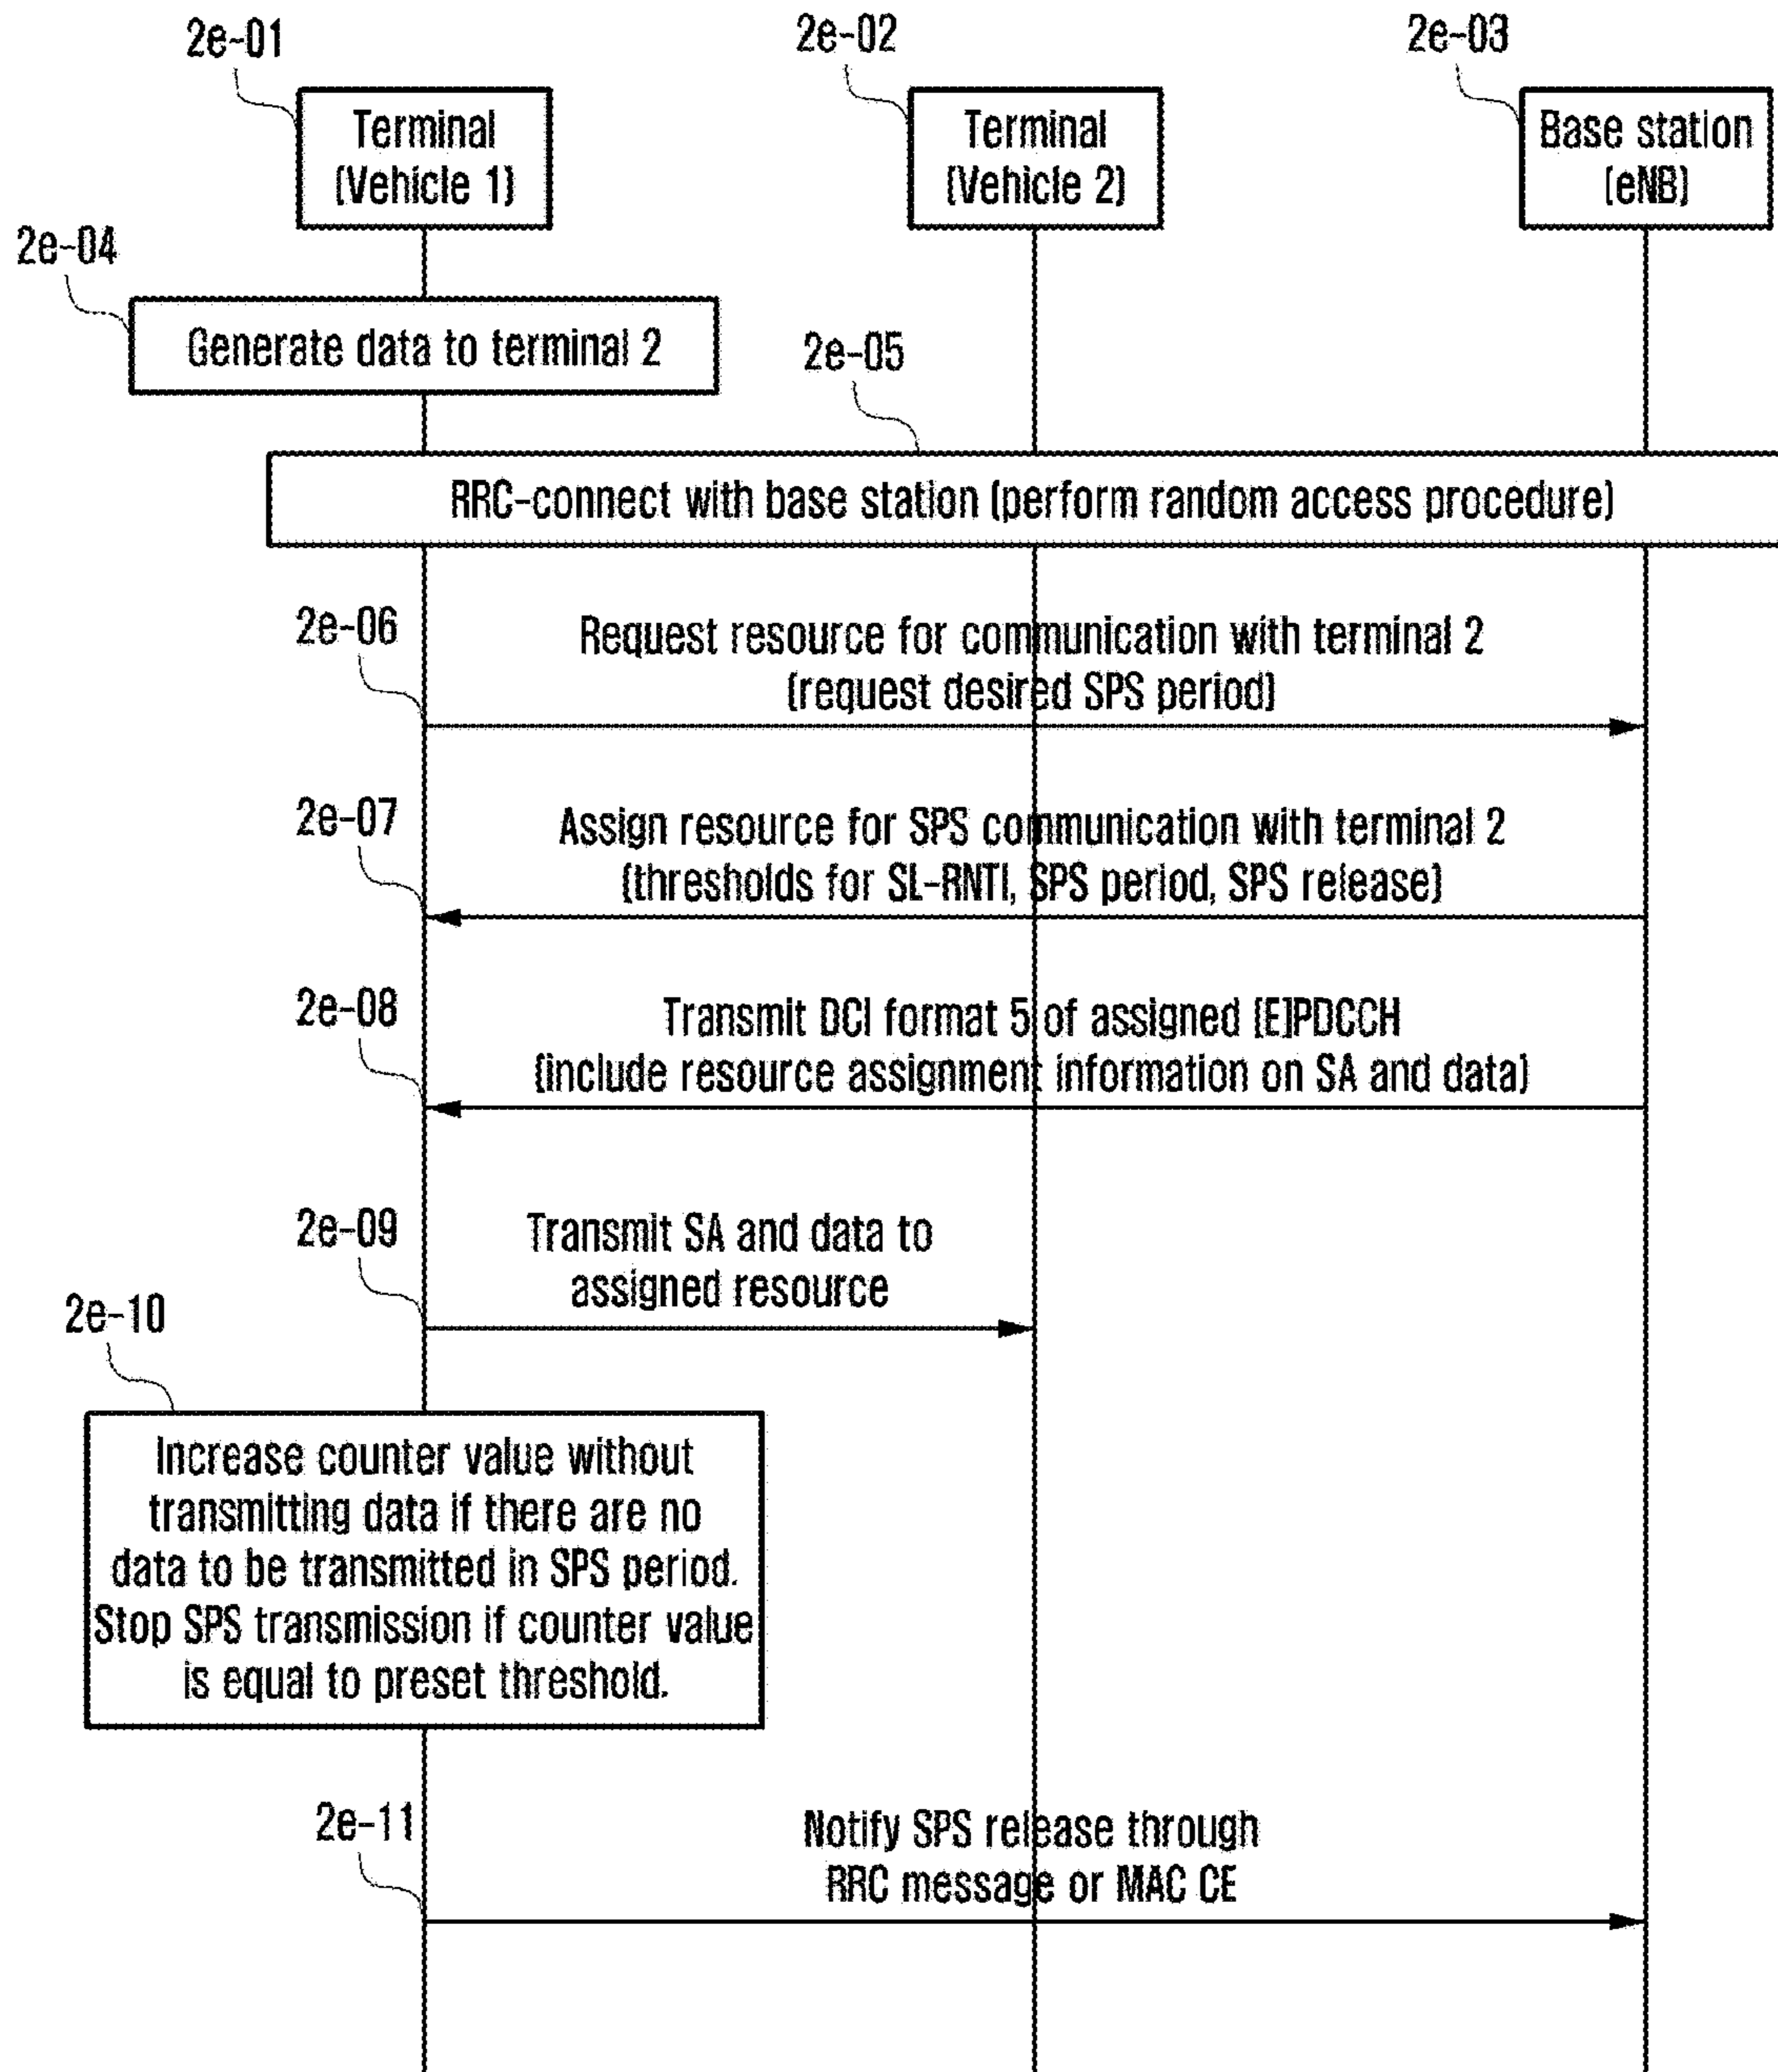 2e-01
2e-02
2e-03
Terminal
(Vehicle 1)
Terminal
(Vehicle 2)
Base station
(eNB)
2e-04
Generate data to terminal 2
2e-05
RRC-connect with base station (perform random access procedure)
2e-06
Request resource for communication with terminal 2
(request desired SPS period)
2e-07
Assign resource for SPS communication with terminal 2
(thresholds for SL-RNTI, SPS period, SPS release)
2e-08
Transmit DCI format 5 of assigned [E]PDCCH
(include resource assignment information on SA and data)
2e-09
Transmit SA and data to
assigned resource
2e-10
Increase counter value without
transmitting data if there are no
data to be transmitted in SPS period.
Stop SPS transmission if counter value
is equal to preset threshold.
2e-11
Notify SPS release through
RRC message or MAC CE